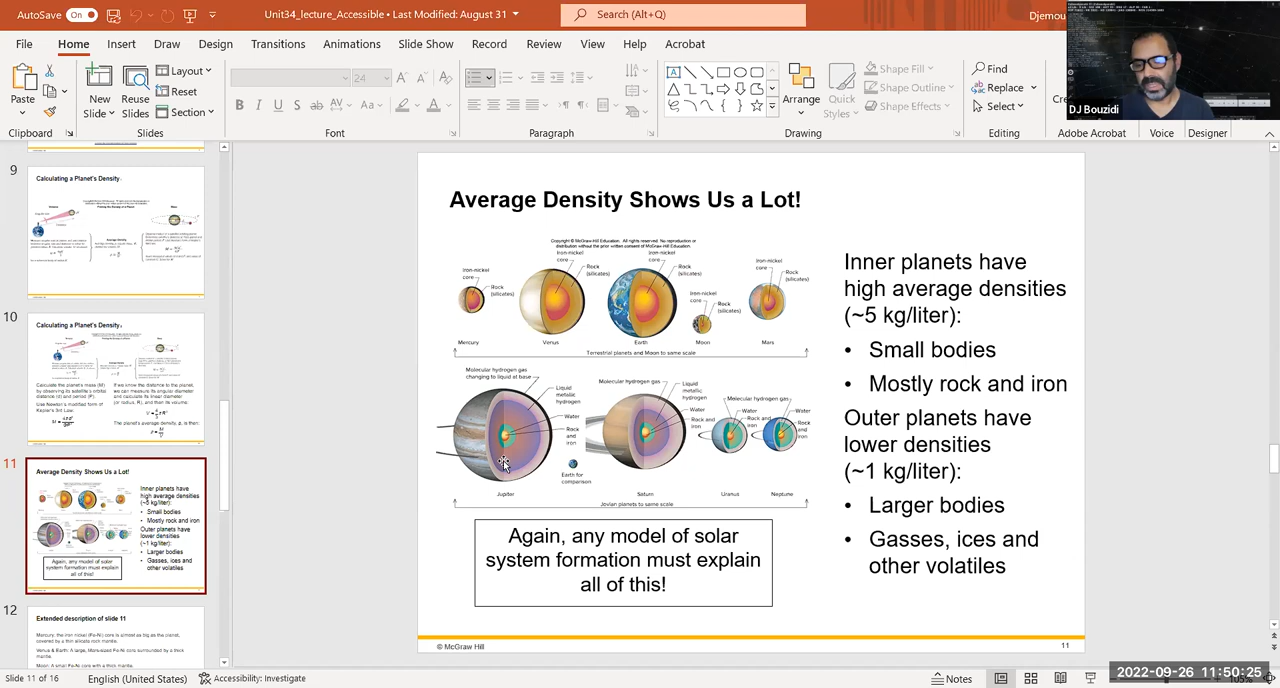 AutoSave On
Unit34_lecture_Accessible • Last Modified: August 31
Search (Alt+Q)
Djemou
File Home Insert Draw Design Transitions Animations Slide Show Record Review View Help Acrobat
Paste
New Slide
Reuse Slides
Layout
Reset
Section
24
Arrange
Quick Styles
Shape Fill
Shape Outline
Shape Effects
Find
Replace
Select
Clipboard Slides Font Paragraph Drawing Editing Adobe Acrobat Voice Designer
DJ Bouzidi
9
Calculating a Planet's Density
10
Calculating a Planet's Density
Calculate the planet's mass (M) by observing its satellite's orbital distance (d) and period (P)
Use Newton's modified form of Kepler's 3rd Law:
If we know the distance to the planet, we can measure its angular diameter and calculate its linear diameter (or radius, R), and then its volume:
The planet's average density, ρ, is then:
11
Average Density Shows Us a Lot!
Inner planets have
high average densities
(~5 kg/liter):
• Small bodies
• Mostly rock and iron
Outer planets have
lower densities
(~1 kg/liter):
• Larger bodies
• Gasses, ices and
other volatiles
Again, any model of solar
system formation must explain
all of this!
12
Extended description of slide 11
Mercury: the iron nickel (Fe-Ni) core is almost as big as the planet,
covered by a thin silicate rock mantle.
Venus & Earth: A large, Mercury-sized Fe-Ni core surrounded by a thick
mantle.
Moon: A small Fe-Ni core with a thick mantle.
Average Density Shows Us a Lot!
Copyright © McGraw-Hill Education. All rights reserved. No reproduction or
distribution without the prior written consent of McGraw-Hill Education.
Iron-nickel
core
Rock
(silicates)
Iron-nickel
core
Rock
(silicates)
Iron-nickel
core
Rock
(silicates)
Iron-nickel
core
Rock
(silicates)
Iron-nickel
core
Rock
(silicates)
Mercury Venus Earth Moon Mars
Terrestrial planets and Moon to same scale
Molecular hydrogen gas
changing to liquid at base
Liquid
metallic
hydrogen
Water
Rock
and
iron
Earth for
comparison
Molecular hydrogen gas
Liquid
metallic
hydrogen
Water
Rock and
iron
Molecular hydrogen gas
Water
Rock and
iron
Water
Rock
and
iron
Jupiter Saturn Uranus Neptune
Jovian planets to same scale
Again, any model of solar
system formation must explain
all of this!
Inner planets have
high average densities
(~5 kg/liter):
• Small bodies
• Mostly rock and iron
Outer planets have
lower densities
(~1 kg/liter):
• Larger bodies
• Gasses, ices and
other volatiles
© McGraw Hill
11
Slide 11 of 16 English (United States) Accessibility: Investigate
Notes
2022-09-26 11:50:25